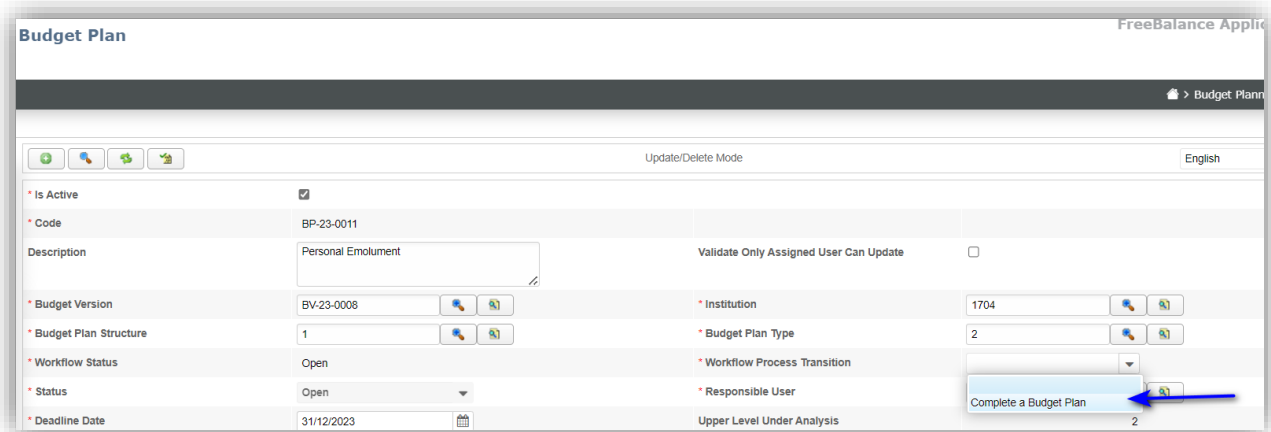 Budget Plan
FreeBalance Applic
> Budget Plann
Update/Delete Mode
English
* Is Active
* Code BP-23-0011
Description Personal Emolument Validate Only Assigned User Can Update
* Budget Version BV-23-0008 * Institution 1704
* Budget Plan Structure 1 * Budget Plan Type 2
* Workflow Status Open * Workflow Process Transition
* Status Open * Responsible User
Complete a Budget Plan
* Deadline Date 31/12/2023 Upper Level Under Analysis 2